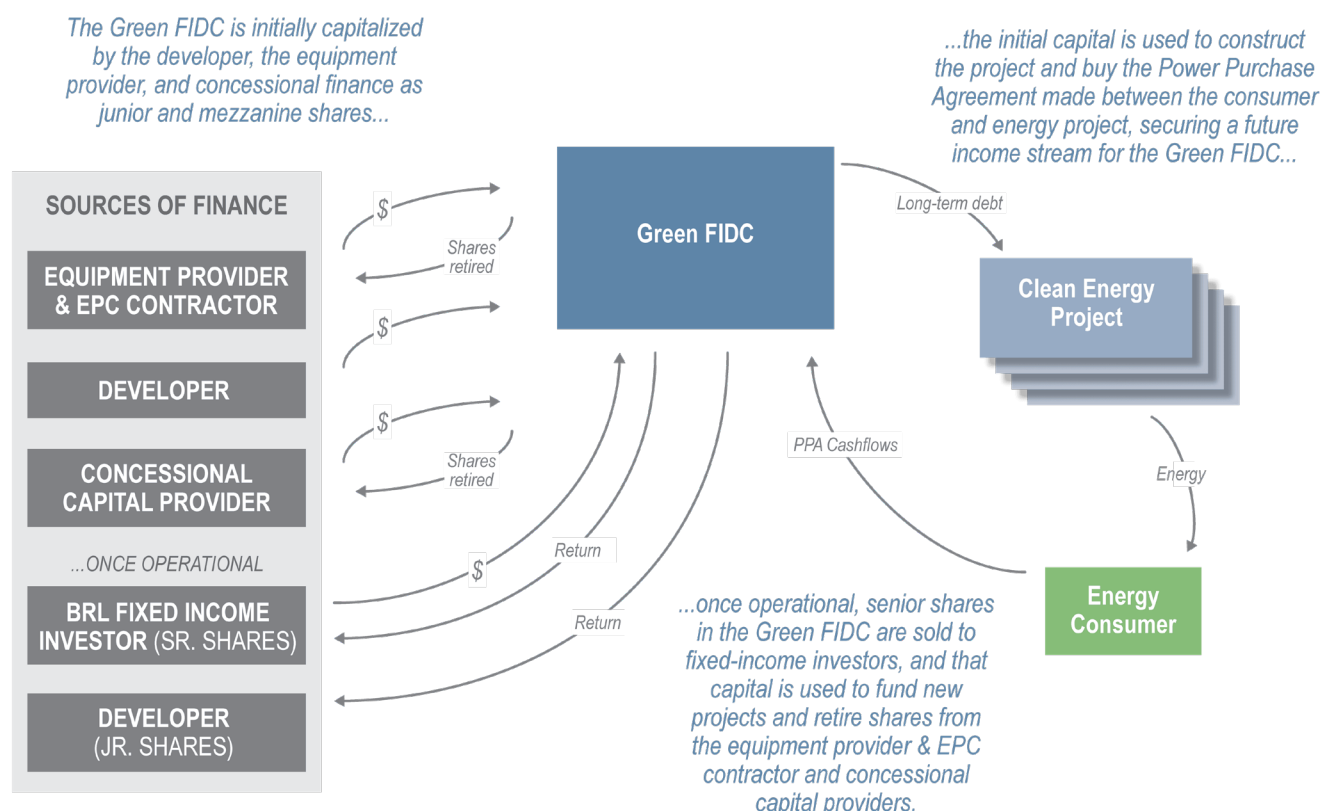 The Green FIDC is initially capitalized
by the developer, the equipment
provider, and concessional finance as
junior and mezzanine shares...
...the initial capital is used to construct
the project and buy the Power Purchase
Agreement made between the consumer
and energy project, securing a future
income stream for the Green FIDC...
SOURCES OF FINANCE
EQUIPMENT PROVIDER
& EPC CONTRACTOR
DEVELOPER
CONCESSIONAL
CAPITAL PROVIDER
...ONCE OPERATIONAL
BRL FIXED INCOME
INVESTOR (SR. SHARES)
DEVELOPER
(JR. SHARES)
$
Shares
retired
$
$
Shares
retired
$
Return
Return
Green FIDC
Long-term debt
Clean Energy
Project
PPA Cashflows
Energy
Energy
Consumer
...once operational, senior shares
in the Green FIDC are sold to
fixed-income investors, and that
capital is used to fund new
projects and retire shares from
the equipment provider & EPC
contractor and concessional
capital providers.